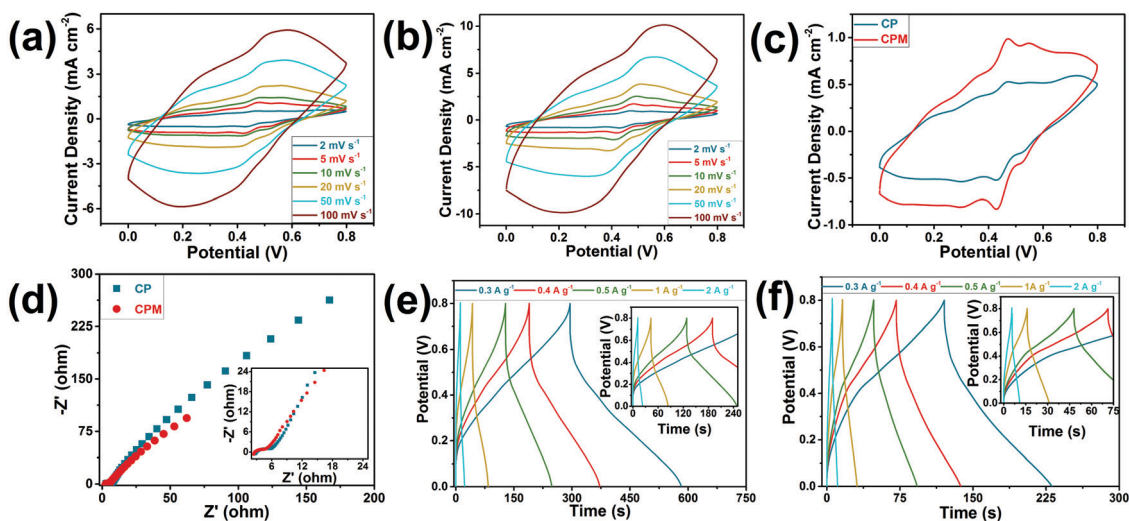 (a)
Current Density (mA cm⁻²)
6
3
0
-3
-6
0.0 0.2 0.4 0.6 0.8
Potential (V)
2 mV s⁻¹
5 mV s⁻¹
10 mV s⁻¹
20 mV s⁻¹
50 mV s⁻¹
100 mV s⁻¹
(b)
Current Density (mA cm⁻²)
10
5
0
-5
-10
0.0 0.2 0.4 0.6 0.8
Potential (V)
2 mV s⁻¹
5 mV s⁻¹
10 mV s⁻¹
20 mV s⁻¹
50 mV s⁻¹
100 mV s⁻¹
(c)
Current Density (mA cm⁻²)
1.0
0.5
0.0
-0.5
-1.0
0.0 0.2 0.4 0.6 0.8
Potential (V)
CP
CPM
(d)
-Z' (ohm)
300
225
150
75
0
0 50 100 150 200
Z' (ohm)
CP
CPM
-Z' (ohm)
24
20
16
12
8
4
0
6 12 18 24
Z' (ohm)
(e)
0.3 A g⁻¹ 0.4 A g⁻¹ 0.5 A g⁻¹ 1 A g⁻¹ 2 A g⁻¹
Potential (V)
0.8
0.6
0.4
0.2
0.0
0 150 300 450 600 750
Time (s)
Potential (V)
1.0
0.8
0.6
0.4
0.2
0.0
0 60 120 180 240
Time (s)
(f)
0.3 A g⁻¹ 0.4 A g⁻¹ 0.5 A g⁻¹ 1A g⁻¹ 2 A g⁻¹
Potential (V)
0.8
0.6
0.4
0.2
0.0
0 75 150 225 300
Time (s)
Potential (V)
1.0
0.8
0.6
0.4
0.2
0.0
0 15 30 45 60 75
Time (s)